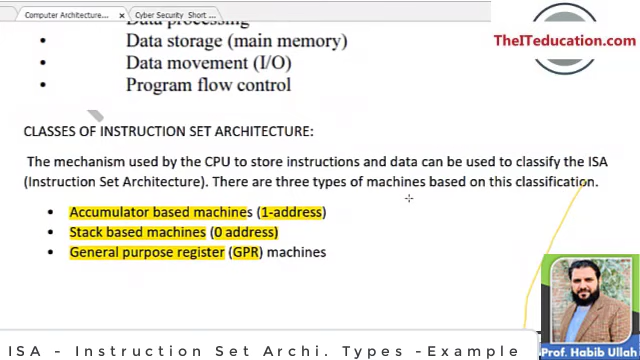 Computer Architecture...
Cyber Security Short ...
TheITeducation.com
Data processing
• Data storage (main memory)
• Data movement (I/O)
• Program flow control
CLASSES OF INSTRUCTION SET ARCHITECTURE:
The mechanism used by the CPU to store instructions and data can be used to classify the ISA
(Instruction Set Architecture). There are three types of machines based on this classification.
• Accumulator based machines (1-address)
• Stack based machines (0 address)
• General purpose register (GPR) machines
Prof. Habib Ullah
ISA - Instruction Set Archi. Types -Example